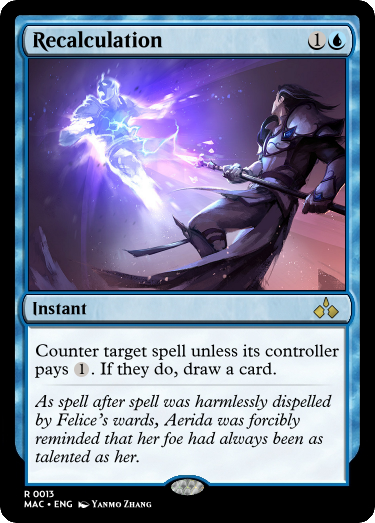 Recalculation 1
Instant
Counter target spell unless its controller
pays 1. If they do, draw a card.
As spell after spell was harmlessly dispelled
by Felice's wards, Aerida was forcibly
reminded that her foe had always been as
talented as her.
R 0013
MAC • ENG Yanmo Zhang